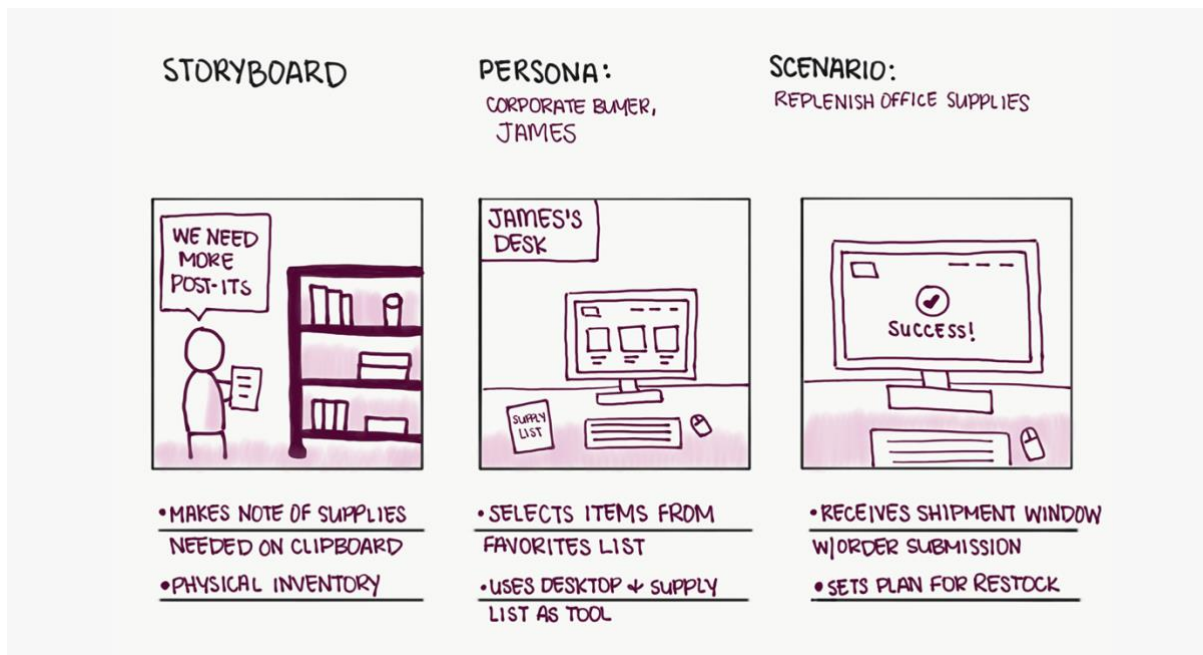 STORYBOARD
PERSONA:
CORPORATE BUMER,
JAMES
SCENARIO:
REPLENISH OFFICE SUPPLIES
WE NEED
MORE
POST-ITS
JAMES'S
DESK
SUPPLY
LIST
SUCCESS!
•MAKES NOTE OF SUPPLIES
NEEDED ON CLIPBOARD
•PHYSICAL INVENTORY
•SELECTS ITEMS FROM
FAVORITES LIST
•USES DESKTOP & SUPPLY
LIST AS TOOL
•RECEIVES SHIPMENT WINDOW
W/ORDER SUBMISSION
•SETS PLAN FOR RESTOCK